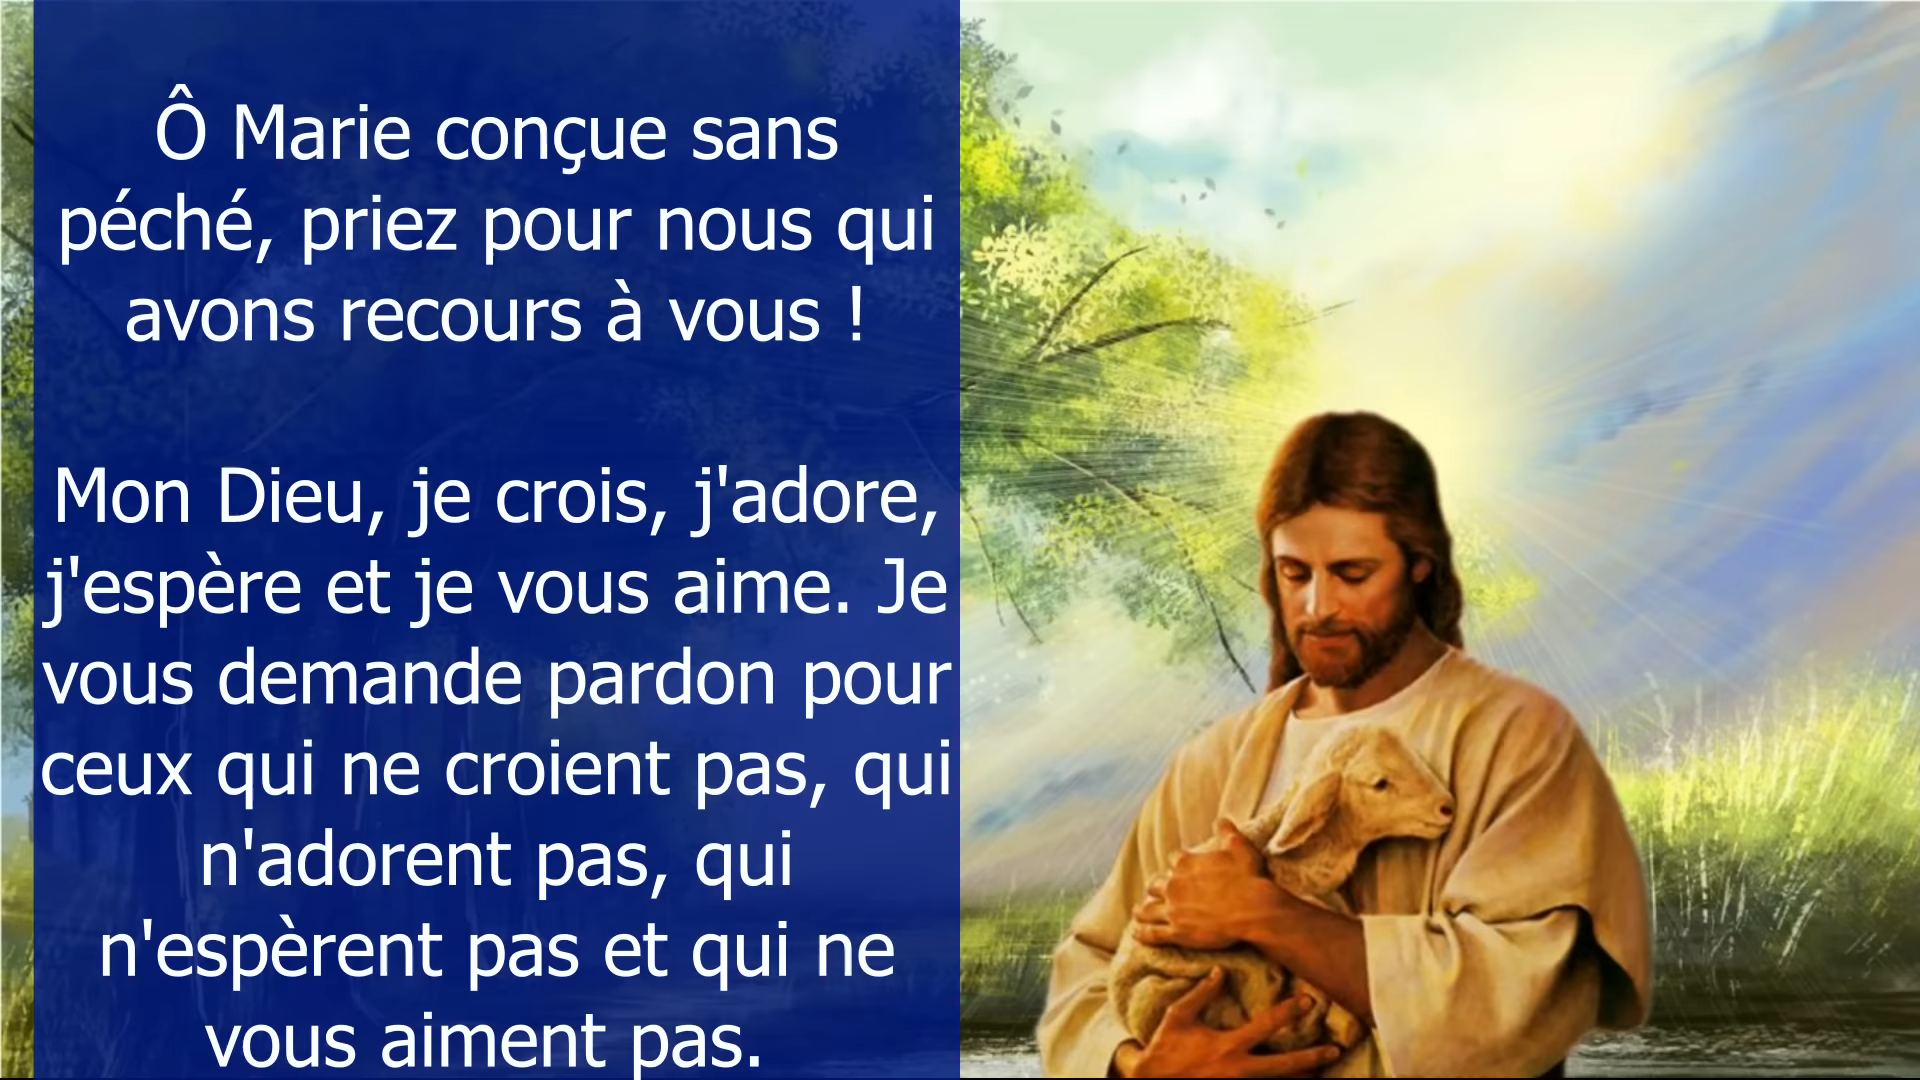 Ô Marie conçue sans
péché, priez pour nous qui
avons recours à vous !
Mon Dieu, je crois, j'adore,
j'espère et je vous aime. Je
vous demande pardon pour
ceux qui ne croient pas, qui
n'adorent pas, qui
n'espèrent pas et qui ne
vous aiment pas.